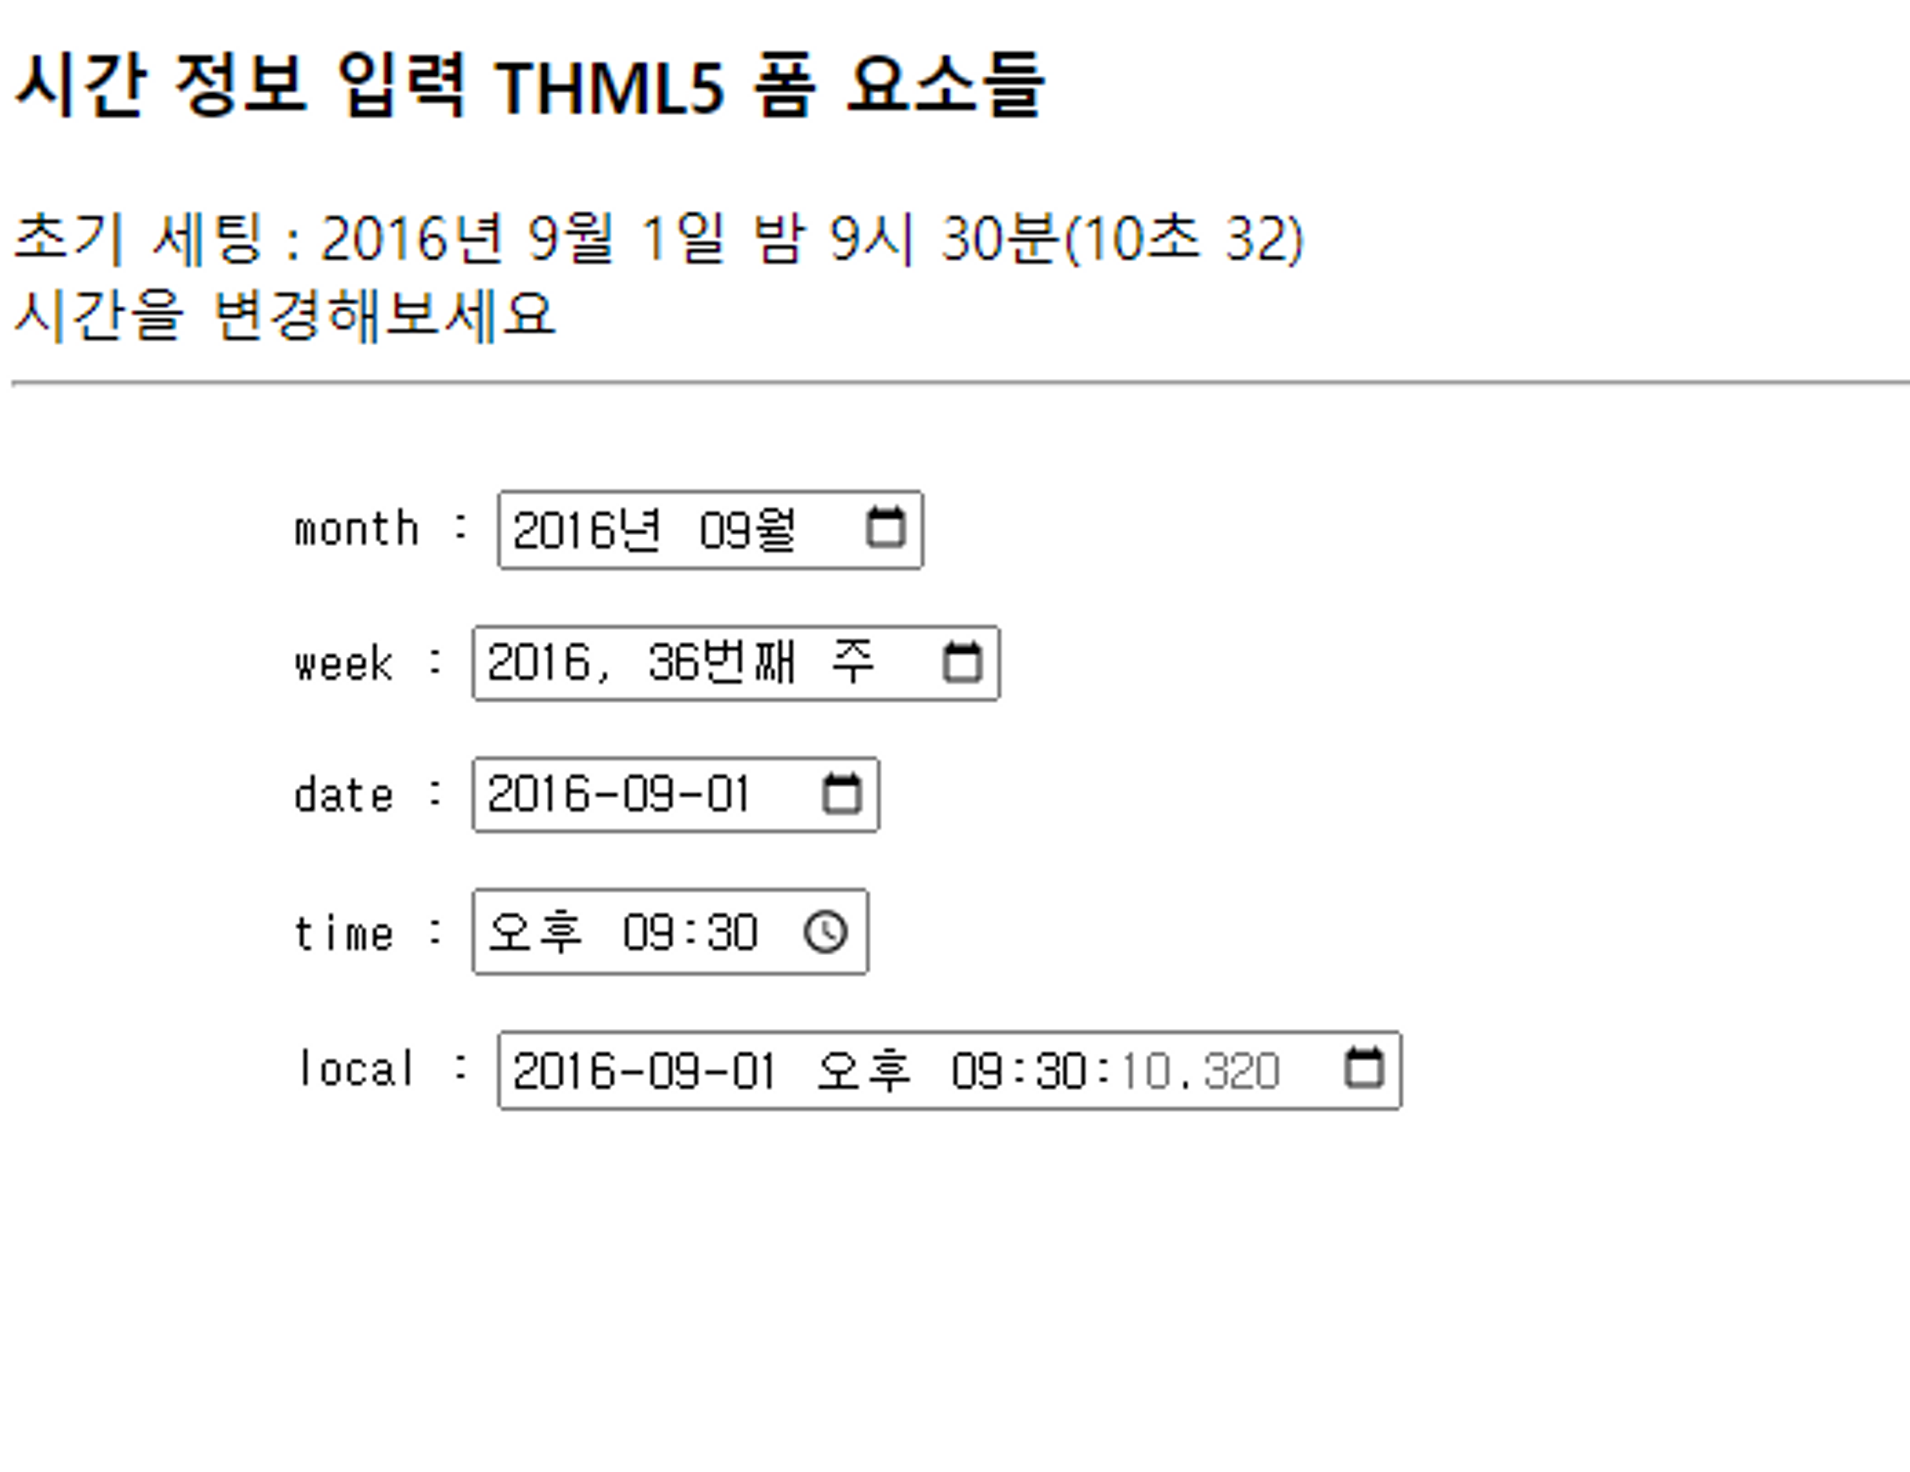 시간 정보 입력 THML5 폼 요소들
초기 세팅 : 2016년 9월 1일 밤 9시 30분(10초 32)
시간을 변경해보세요
month : 2016년 09월
week : 2016, 36번째 주
date : 2016-09-01
time : 오후 09:30
local : 2016-09-01 오후 09:30:10.320